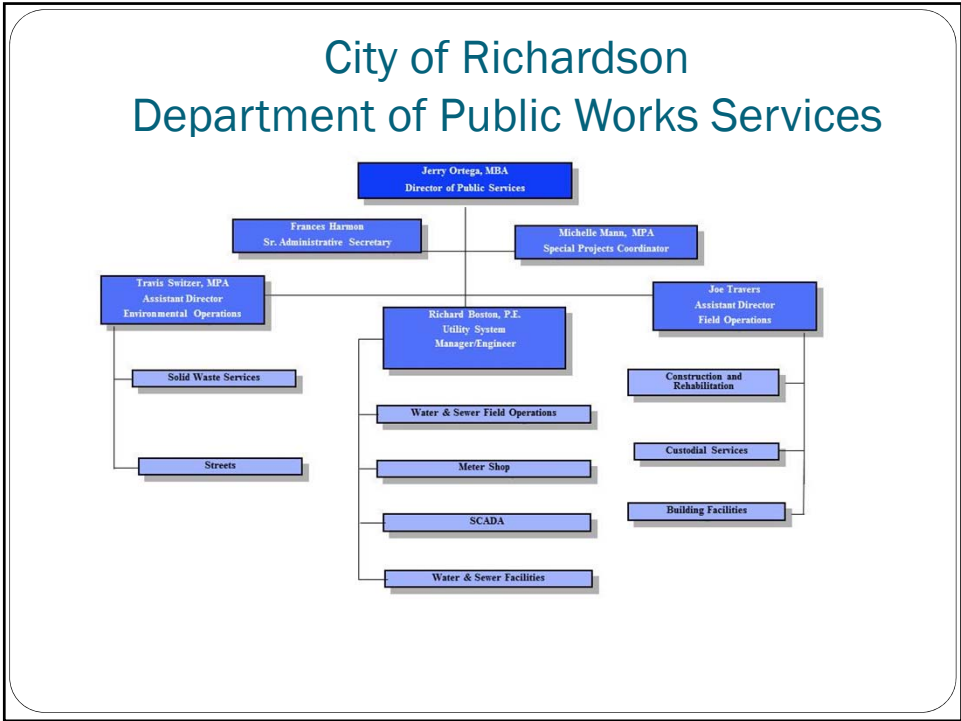 City of Richardson
Department of Public Works Services
Jerry Ortega, MBA
Director of Public Services
Frances Harmon
Sr. Administrative Secretary
Michelle Mann, MPA
Special Projects Coordinator
Travis Switzer, MPA
Assistant Director
Environmental Operations
Richard Boston, P.E.
Utility System
Manager/Engineer
Joe Travers
Assistant Director
Field Operations
Solid Waste Services
Streets
Water & Sewer Field Operations
Meter Shop
SCADA
Water & Sewer Facilities
Construction and
Rehabilitation
Custodial Services
Building Facilities